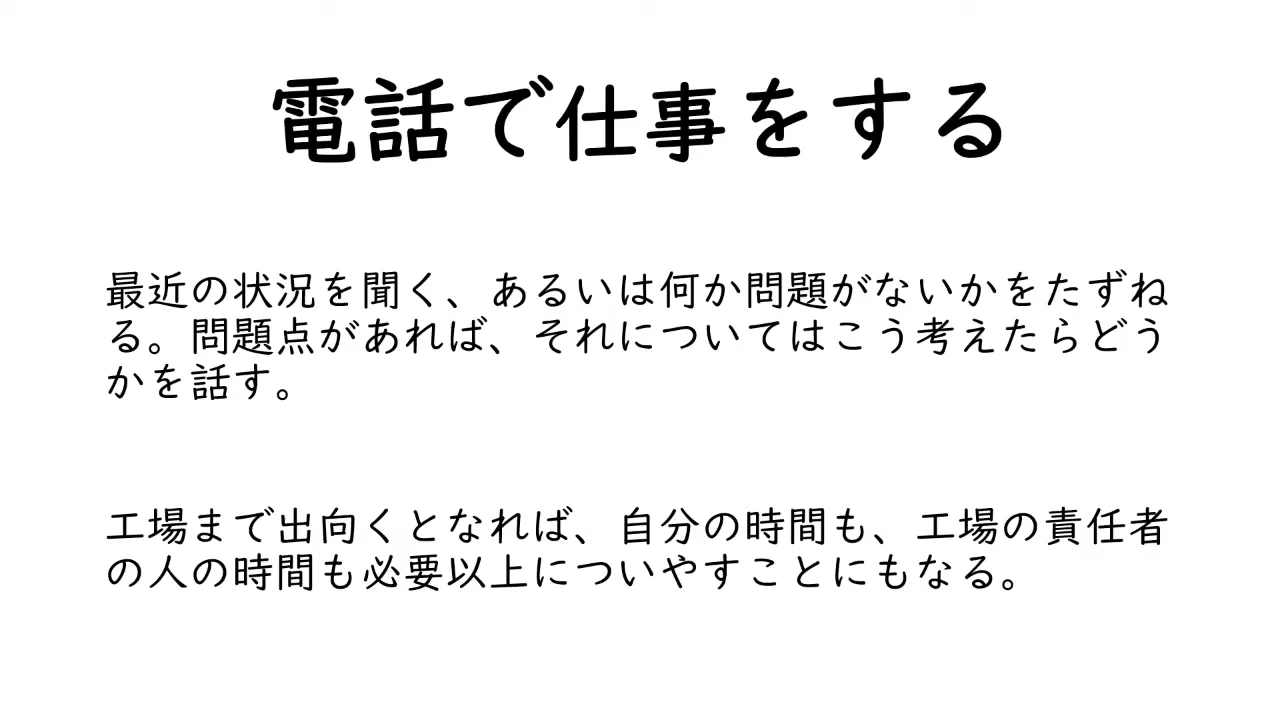 電話で仕事をする
最近の状況を聞く、あるいは何か問題がないかをたずね
る。問題点があれば、それについてはこう考えたらどう
かを話す。
工場まで出向くとなれば、自分の時間も、工場の責任者
の人の時間も必要以上についやすことにもなる。